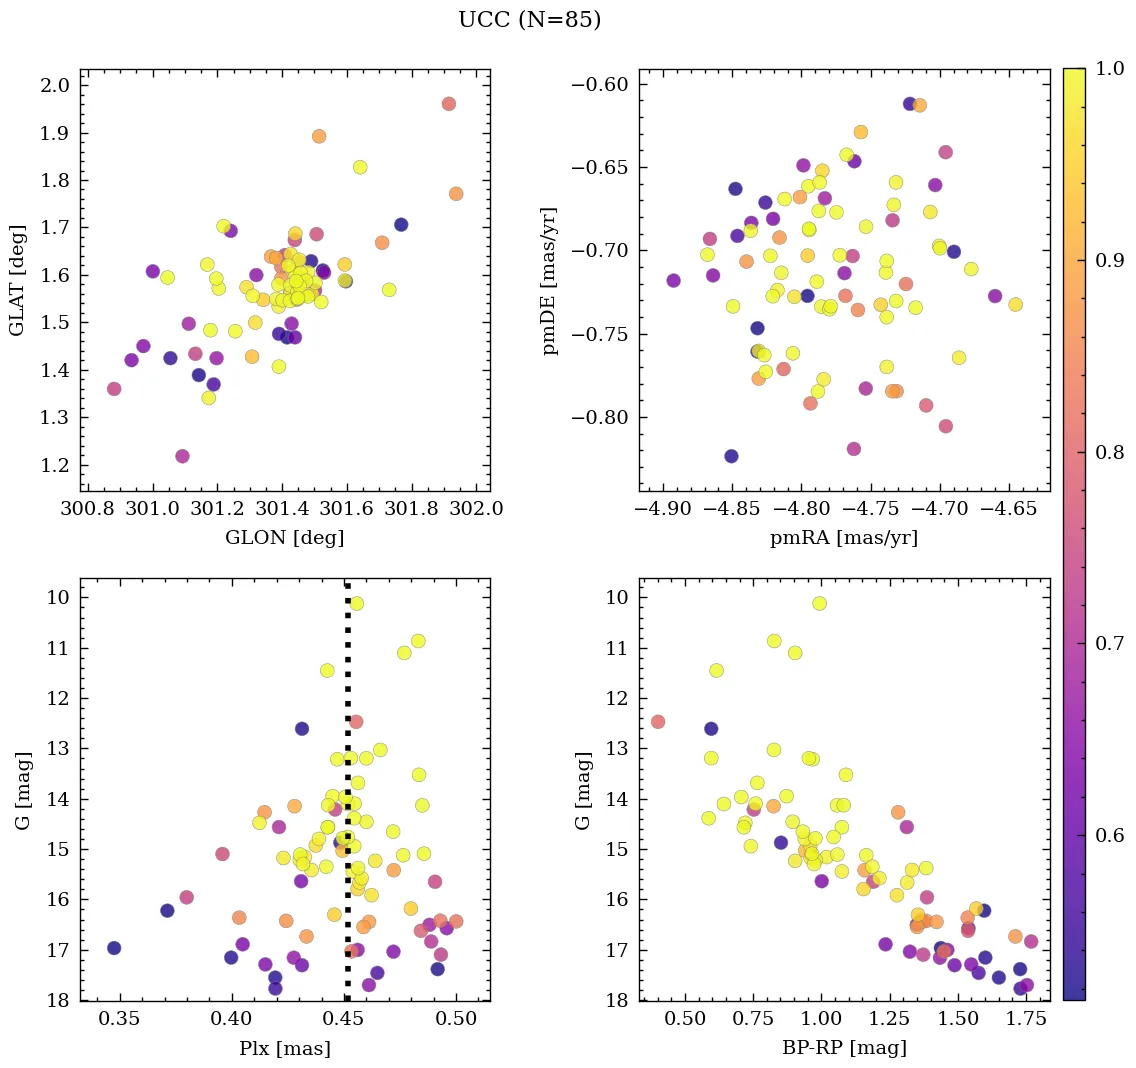 UCC (N=85)
2.0
1.9
1.8
1.7
1.6
1.5
1.4
1.3
1.2
GLAT [deg]
300.8 301.0 301.2 301.4 301.6 301.8 302.0
GLON [deg]
−0.60
−0.65
−0.70
−0.75
−0.80
pmDE [mas/yr]
−4.90 −4.85 −4.80 −4.75 −4.70 −4.65
pmRA [mas/yr]
1.0
0.9
0.8
0.7
0.6
10
11
12
13
14
15
16
17
18
G [mag]
0.35 0.40 0.45 0.50
Plx [mas]
10
11
12
13
14
15
16
17
18
G [mag]
0.50 0.75 1.00 1.25 1.50 1.75
BP-RP [mag]